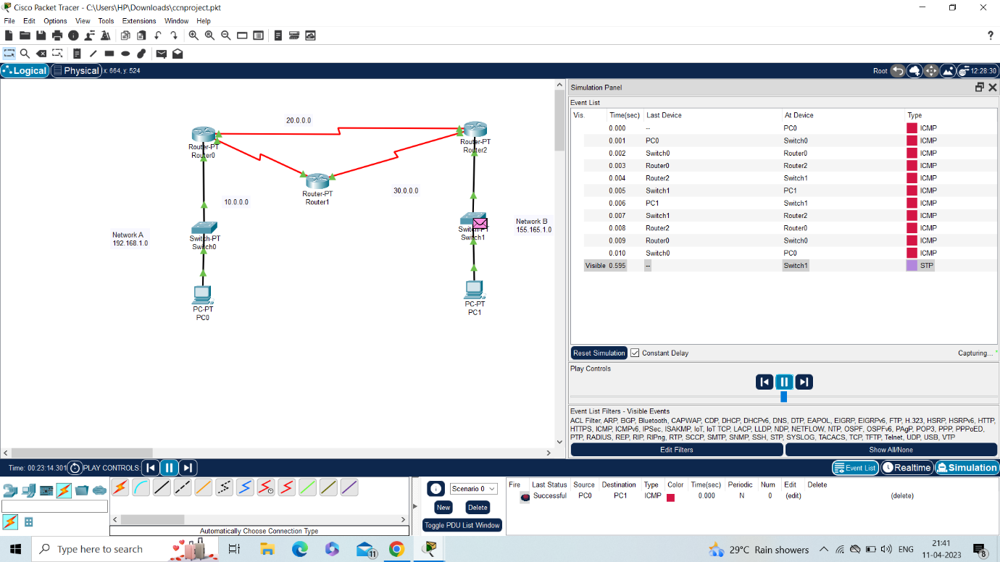 Cisco Packet Tracer - C:\Users\HP\Downloads\ccnproject.pkt
File Edit Options View Tools Extensions Window Help
Logical Physical x: 664, y: 524
Root 12:28:30
20.0.0.0
Router-PT
Router0
Router-PT
Router2
Router-PT
Router1
30.0.0.0
10.0.0.0
Network A
192.168.1.0
Switch-PT
Switch0
Switch-PT
Switch1
Network B
155.165.1.0
PC-PT
PC0
PC-PT
PC1
Simulation Panel
Event List
Vis. Time(sec) Last Device At Device Type
0.000 -- PC0 ICMP
0.001 PC0 Switch0 ICMP
0.002 Switch0 Router0 ICMP
0.003 Router0 Router2 ICMP
0.004 Router2 Switch1 ICMP
0.005 Switch1 PC1 ICMP
0.006 PC1 Switch1 ICMP
0.007 Switch1 Router2 ICMP
0.008 Router2 Router0 ICMP
0.009 Router0 Switch0 ICMP
0.010 Switch0 PC0 ICMP
Visible 0.595 -- Switch1 STP
Reset Simulation Constant Delay Capturing...
Play Controls
Event List Filters - Visible Events
ACL Filter, ARP, BGP, Bluetooth, CAPWAP, CDP, DHCP, DHCPv6, DNS, DTP, EAPOL, EIGRP, EIGRPv6, FTP, H.323, HSRP, HSRPv6, HTTP,
HTTPS, ICMP, ICMPv6, IPSec, ISAKMP, IoT, IoT TCP, LACP, LLDP, NDP, NETFLOW, NTP, OSPF, OSPFv6, PAgP, POP3, PPP, PPPoED,
PTP, RADIUS, REP, RIP, RIPng, RTP, SCCP, SMTP, SNMP, SSH, STP, SYSLOG, TACACS, TCP, TFTP, Telnet, UDP, USB, VTP
Edit Filters Show All/None
Time: 00:23:14.301 PLAY CONTROLS:
Event List Realtime Simulation
Automatically Choose Connection Type
Scenario 0
New Delete
Toggle PDU List Window
Fire Last Status Source Destination Type Color Time(sec) Periodic Num Edit Delete
Successful PC0 PC1 ICMP 0.000 N 0 (edit) (delete)
Type here to search
11
29°C Rain showers
ENG
21:41
11-04-2023
8